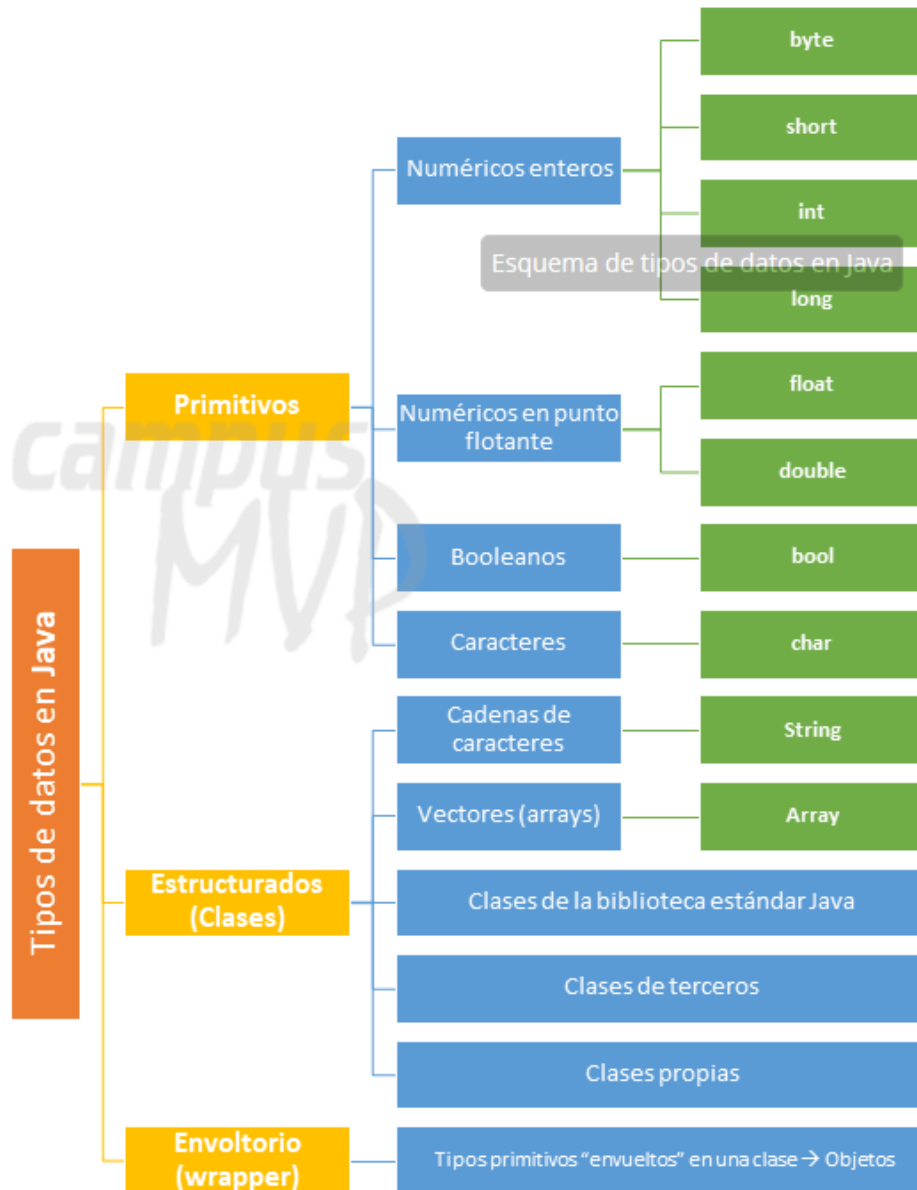 Tipos de datos en Java
Primitivos
Numéricos enteros
byte
short
int
long
Esquema de tipos de datos en Java
Numéricos en punto
flotante
float
double
Booleanos
bool
Caracteres
char
Estructurados
(Clases)
Cadenas de
caracteres
String
Vectores (arrays)
Array
Clases de la biblioteca estándar Java
Clases de terceros
Clases propias
Envoltorio
(wrapper)
Tipos primitivos “envueltos” en una clase → Objetos
campus
MVP